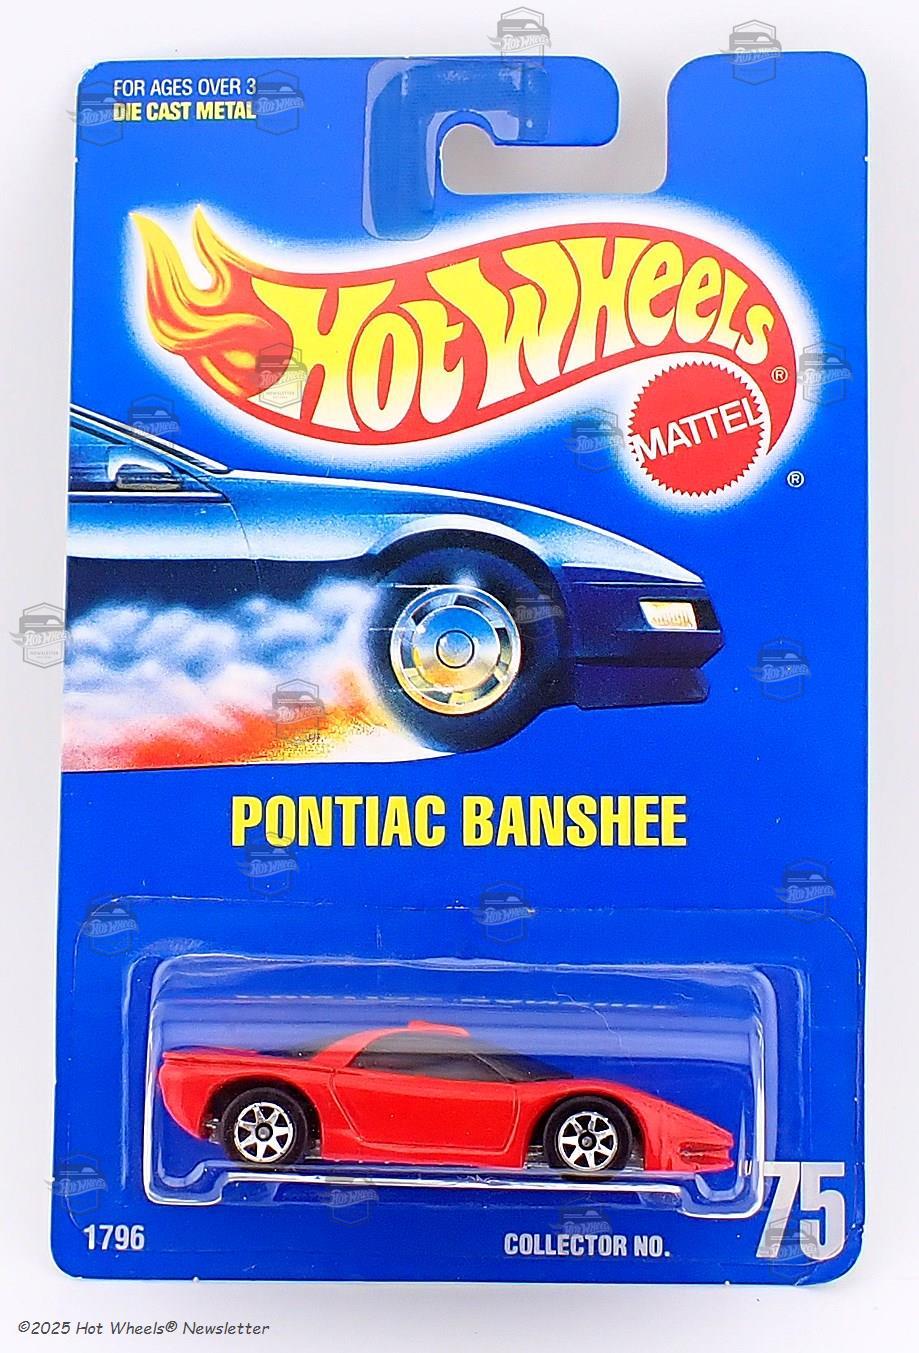 FOR AGES OVER 3
DIE CAST METAL
HOT WHEELS ®
MATTEL
®
PONTIAC BANSHEE
75
1796
COLLECTOR NO.
©2025 Hot Wheels® Newsletter